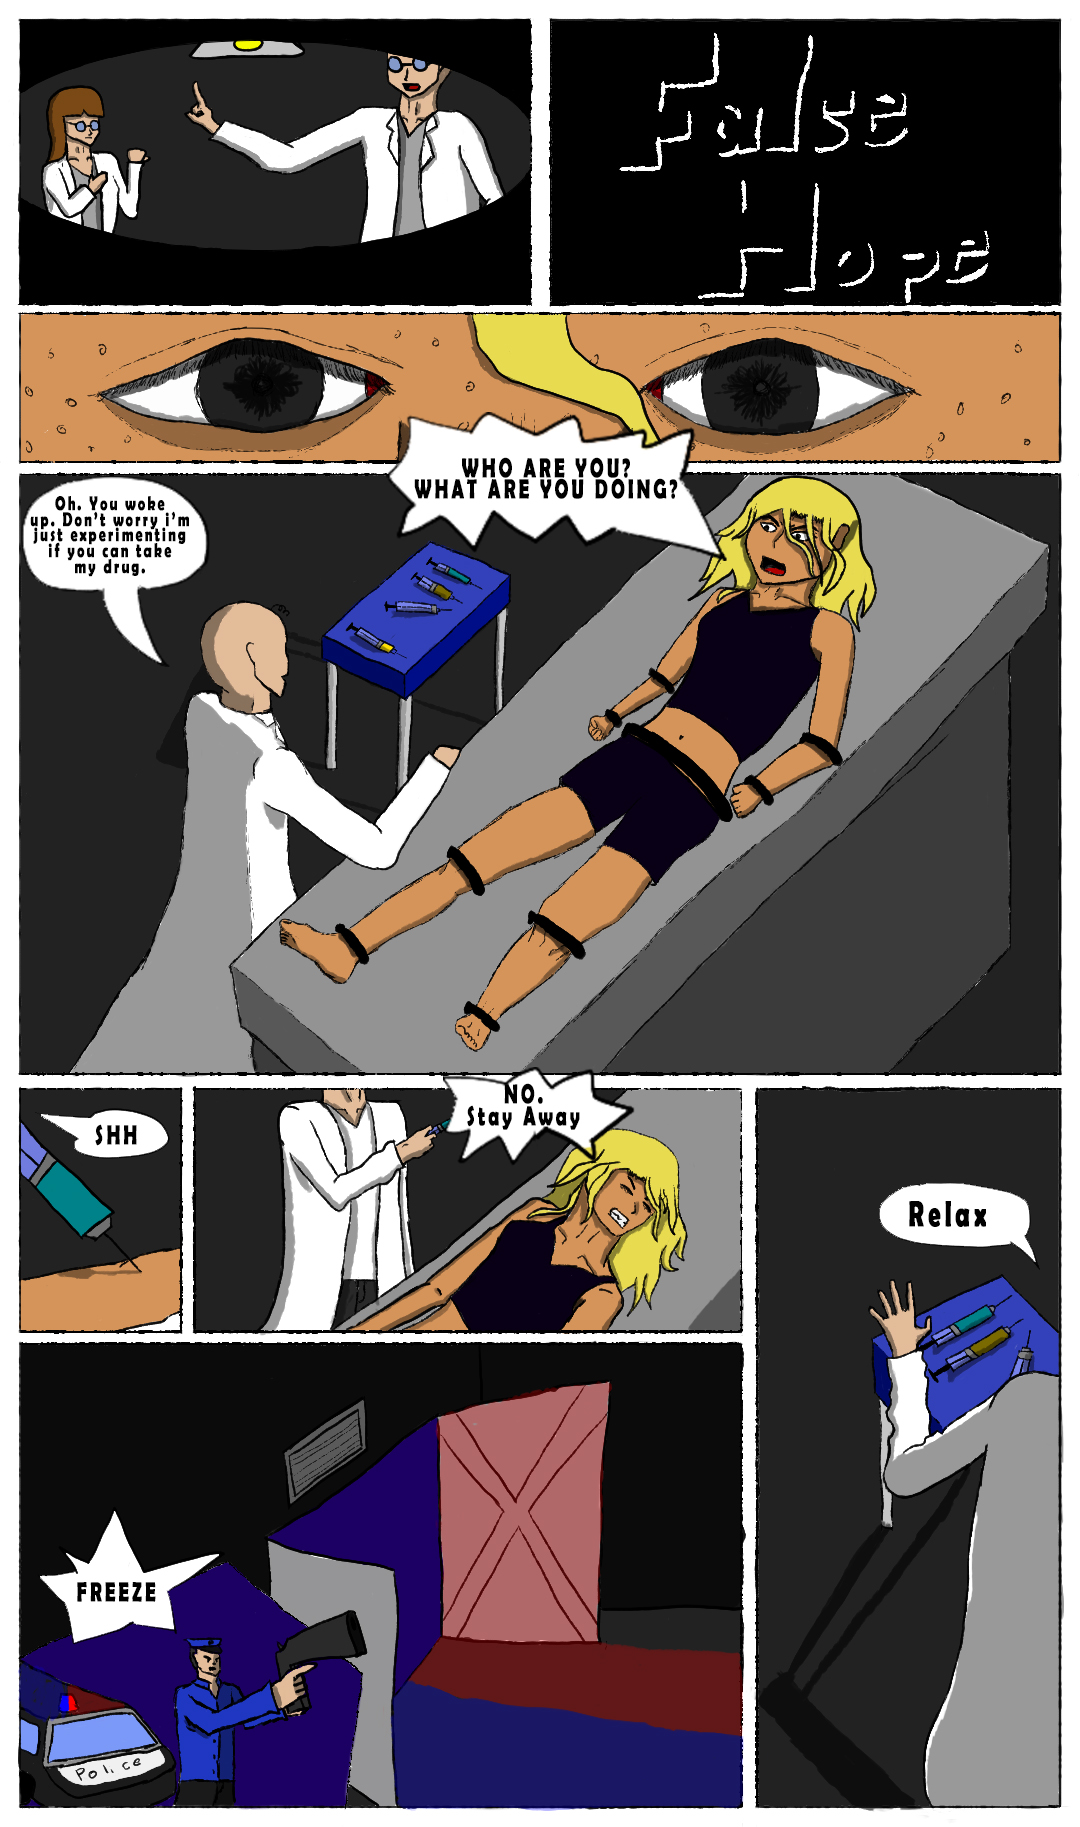 False
Hope
WHO ARE YOU?
WHAT ARE YOU DOING?
Oh. You woke
up. Don't worry i'm
just experimenting
if you can take
my drug.
SHH
NO.
Stay Away
Relax
FREEZE
Police